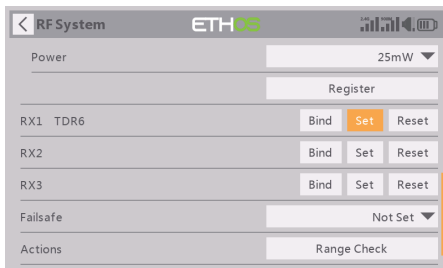 RF System ETHOS
Power 25mW
Register
RX1 TDR6 Bind Set Reset
RX2 Bind Set Reset
RX3 Bind Set Reset
Failsafe Not Set
Actions Range Check